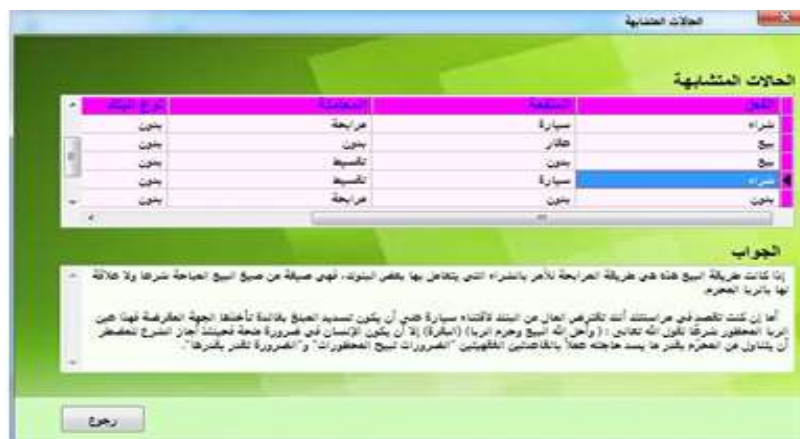 الحالات المتشابهة
الحالات المتشابهة
الفعل المنفعة المعاملة نوع البنك
شراء سيارة مرابحة بدون
بيع عقار بدون بدون
بيع بدون تقسيط بدون
شراء سيارة تقسيط بدون
بدون بدون مرابحة بدون
الجواب
إذا كانت طريقة البيع هذه هي طريقة المرابحة للآمر بالشراء التي يتعامل بها بعض البنوك، فهي صيغة من صيغ البيع المباحة شرعا ولا علاقة
لها بالربا المحرم.
أما إن كنت تقصد في مراسلتك أنك تقترض المال من البنك لاقتناء سيارة على أن يكون تسديد المبلغ بفائدة تأخذها الجهة المقرضة فهذا عين
الربا المحظور شرعًا لقول الله تعالى : ( وأحل الله البيع وحرم الربا) (البقرة) إلا أن يكون الإنسان في ضرورة ملحة فحينئذ أجاز الشرع للمضطر
أن يتناول من المحرّم بقدر ما يسد حاجته عملاً بالقاعدتين الفقهيتين "الضرورات تبيح المحظورات" و"الضرورة تقدر بقدرها".
رجوع